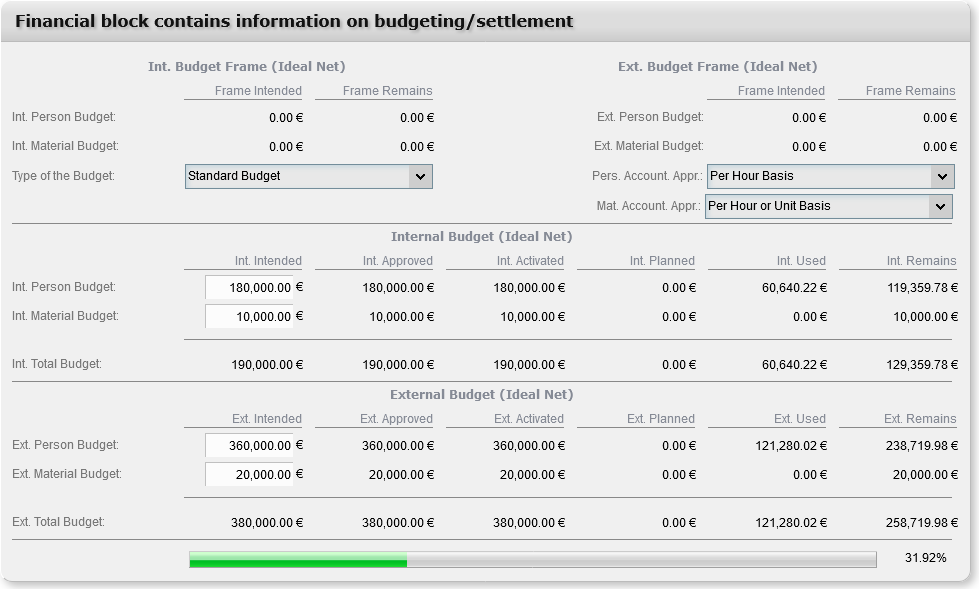 Financial block contains information on budgeting/settlement
Int. Budget Frame (Ideal Net) Ext. Budget Frame (Ideal Net)
Frame Intended Frame Remains Frame Intended Frame Remains
Int. Person Budget: 0.00 € 0.00 € Ext. Person Budget: 0.00 € 0.00 €
Int. Material Budget: 0.00 € 0.00 € Ext. Material Budget: 0.00 € 0.00 €
Type of the Budget: Standard Budget Pers. Account. Appr.: Per Hour Basis
Mat. Account. Appr.: Per Hour or Unit Basis
Internal Budget (Ideal Net)
Int. Intended Int. Approved Int. Activated Int. Planned Int. Used Int. Remains
Int. Person Budget: 180,000.00 € 180,000.00 € 180,000.00 € 0.00 € 60,640.22 € 119,359.78 €
Int. Material Budget: 10,000.00 € 10,000.00 € 10,000.00 € 0.00 € 0.00 € 10,000.00 €
Int. Total Budget: 190,000.00 € 190,000.00 € 190,000.00 € 0.00 € 60,640.22 € 129,359.78 €
External Budget (Ideal Net)
Ext. Intended Ext. Approved Ext. Activated Ext. Planned Ext. Used Ext. Remains
Ext. Person Budget: 360,000.00 € 360,000.00 € 360,000.00 € 0.00 € 121,280.02 € 238,719.98 €
Ext. Material Budget: 20,000.00 € 20,000.00 € 20,000.00 € 0.00 € 0.00 € 20,000.00 €
Ext. Total Budget: 380,000.00 € 380,000.00 € 380,000.00 € 0.00 € 121,280.02 € 258,719.98 €
31.92%